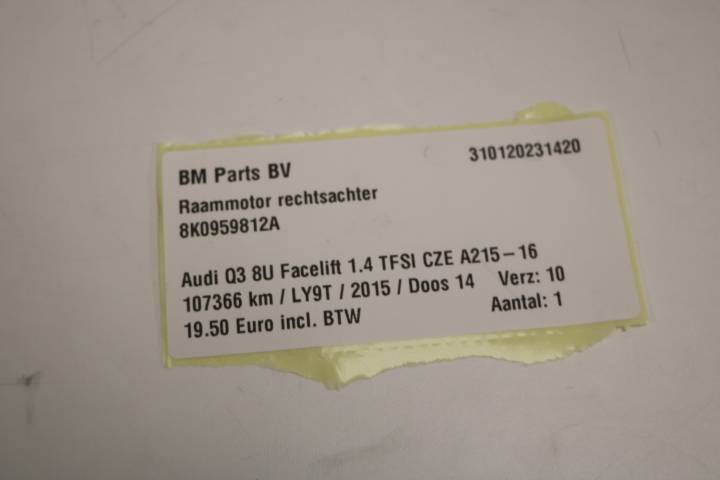 BM Parts BV 310120231420
Raammotor rechtsachter
8K0959812A
Audi Q3 8U Facelift 1.4 TFSI CZE A215-16
107366 km / LY9T / 2015 / Doos 14 Verz: 10
19.50 Euro incl. BTW Aantal: 1